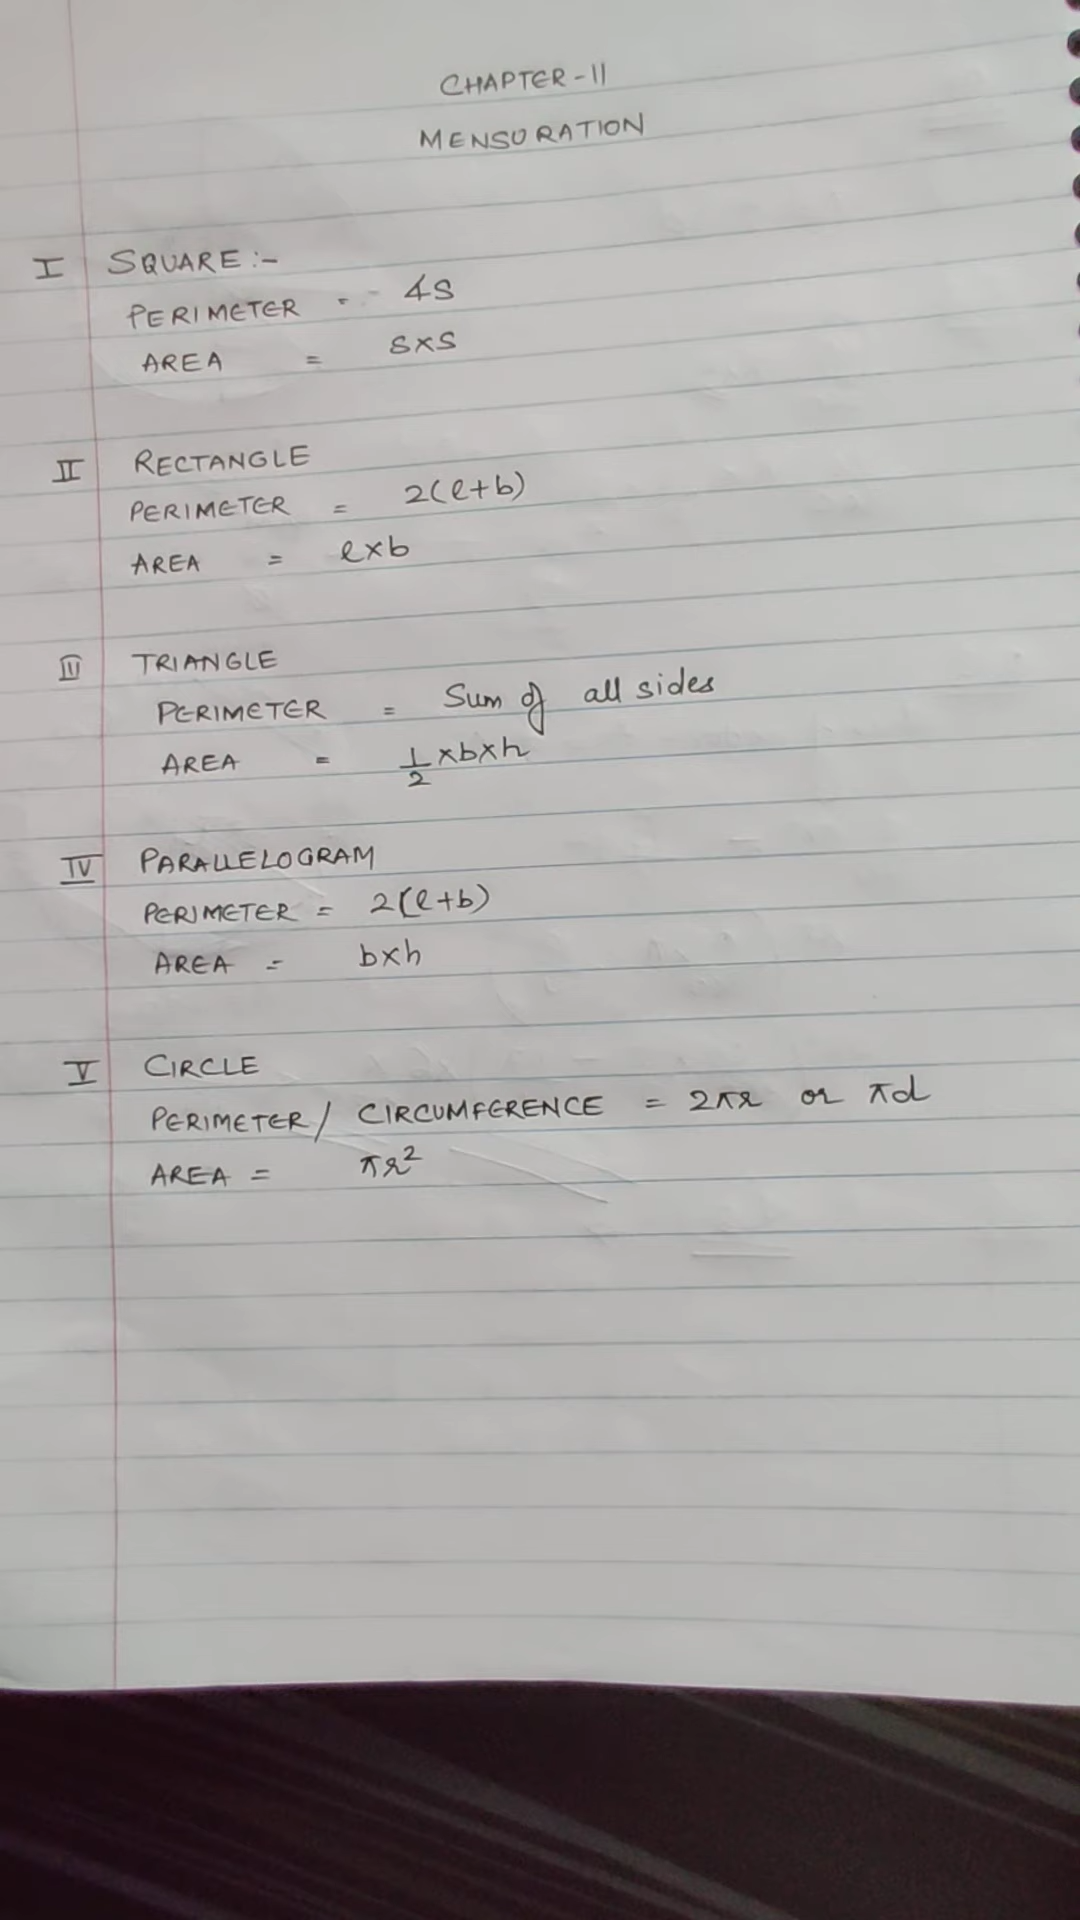 CHAPTER-11
MENSURATION
I SQUARE :-
PERIMETER = 4S
AREA = S×S
II RECTANGLE
PERIMETER = 2(l+b)
AREA = l×b
III TRIANGLE
PERIMETER = Sum of all sides
AREA = 1/2 ×b×h
IV PARALLELOGRAM
PERIMETER = 2(l+b)
AREA = b×h
V CIRCLE
PERIMETER/ CIRCUMFERENCE = 2πr or πd
AREA = πr²